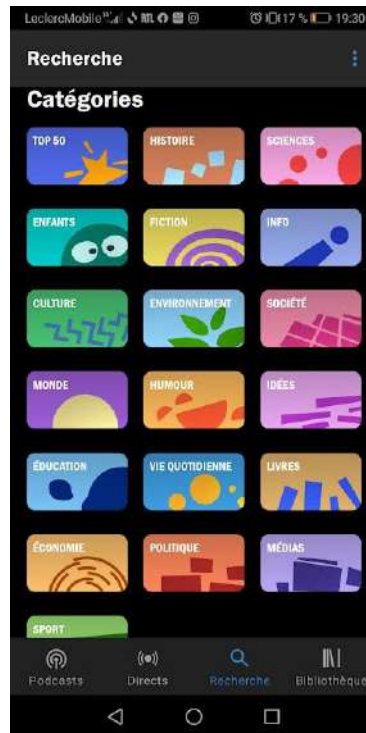 LeclercMobile 17 % 19:30
Recherche
Catégories
TOP 50 HISTOIRE SCIENCES
ENFANTS FICTION INFO
CULTURE ENVIRONNEMENT SOCIÉTÉ
MONDE HUMOUR IDÉES
ÉDUCATION VIE QUOTIDIENNE LIVRES
ÉCONOMIE POLITIQUE MÉDIAS
SPORT
Podcasts Directs Recherche Bibliothèque